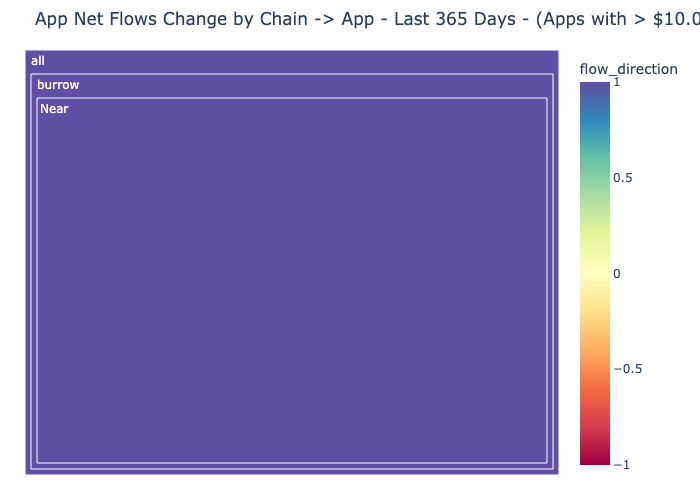 App Net Flows Change by Chain -> App - Last 365 Days - (Apps with > $10.0
all
burrow
Near
flow_direction
1
0.5
0
−0.5
−1